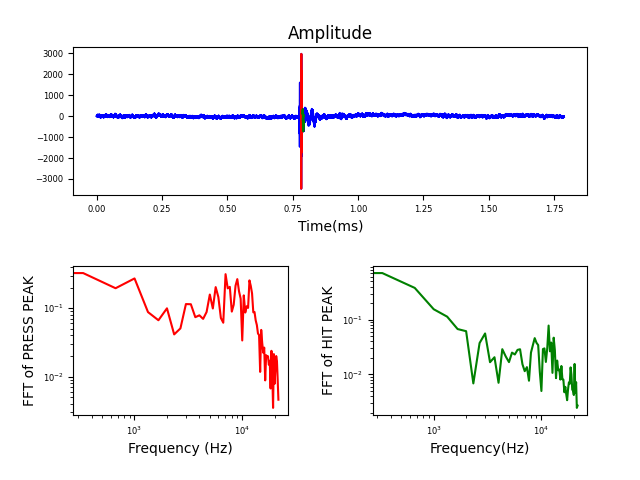 Amplitude
3000
2000
1000
0
−1000
−2000
−3000
0.00 0.25 0.50 0.75 1.00 1.25 1.50 1.75
Time(ms)
FFT of PRESS PEAK
10⁻¹
10⁻²
10³ 10⁴
Frequency (Hz)
FFT of HIT PEAK
10⁻¹
10⁻²
10³ 10⁴
Frequency(Hz)